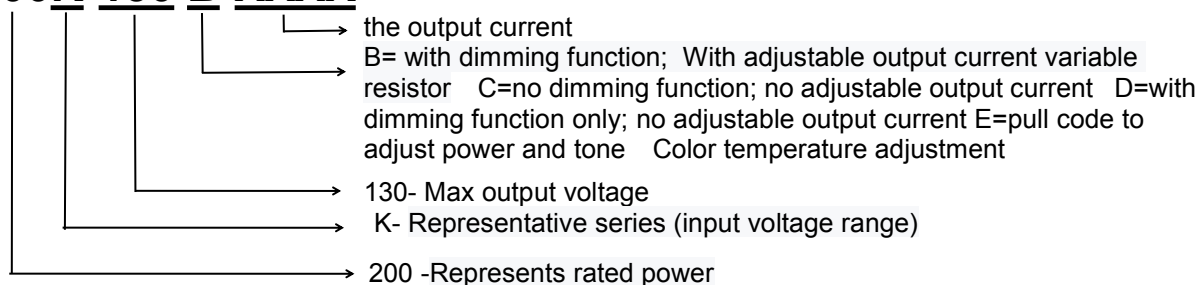 the output current
B= with dimming function; With adjustable output current variable
resistor C=no dimming function; no adjustable output current D=with
dimming function only; no adjustable output current E=pull code to
adjust power and tone Color temperature adjustment
130- Max output voltage
K- Representative series (input voltage range)
200 -Represents rated power